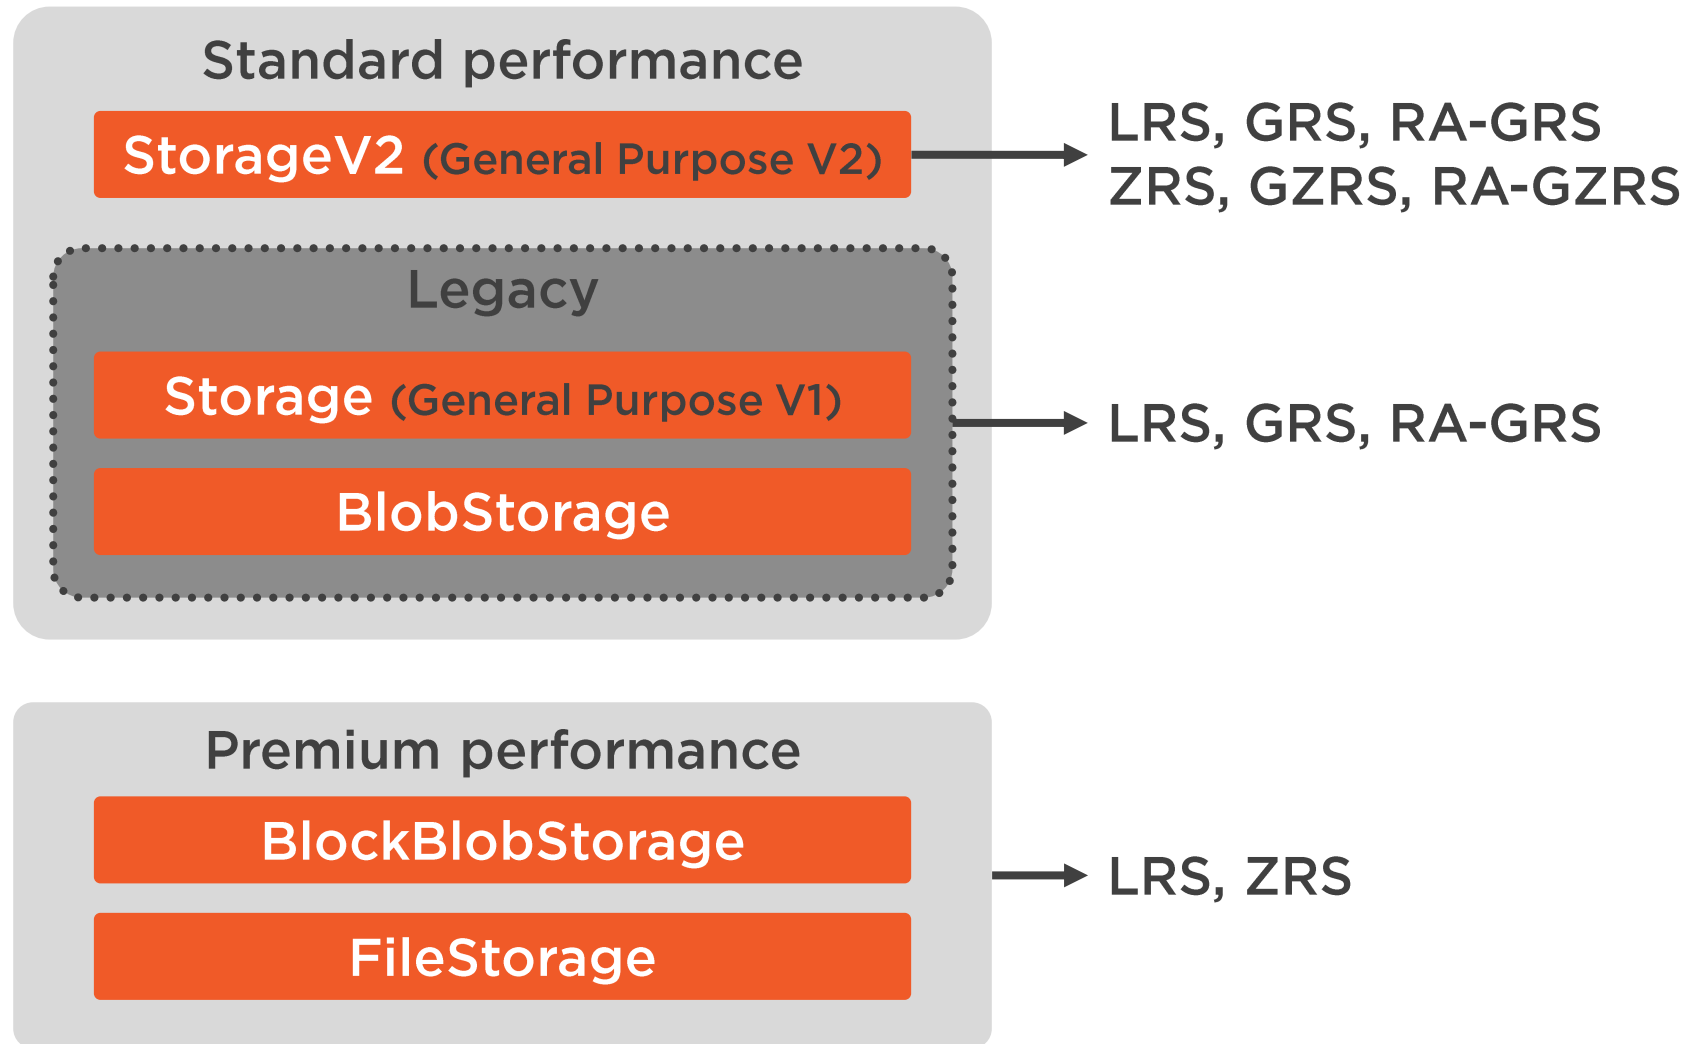 Standard performance
StorageV2 (General Purpose V2)
LRS, GRS, RA-GRS
ZRS, GZRS, RA-GZRS
Legacy
Storage (General Purpose V1)
LRS, GRS, RA-GRS
BlobStorage
Premium performance
BlockBlobStorage
LRS, ZRS
FileStorage